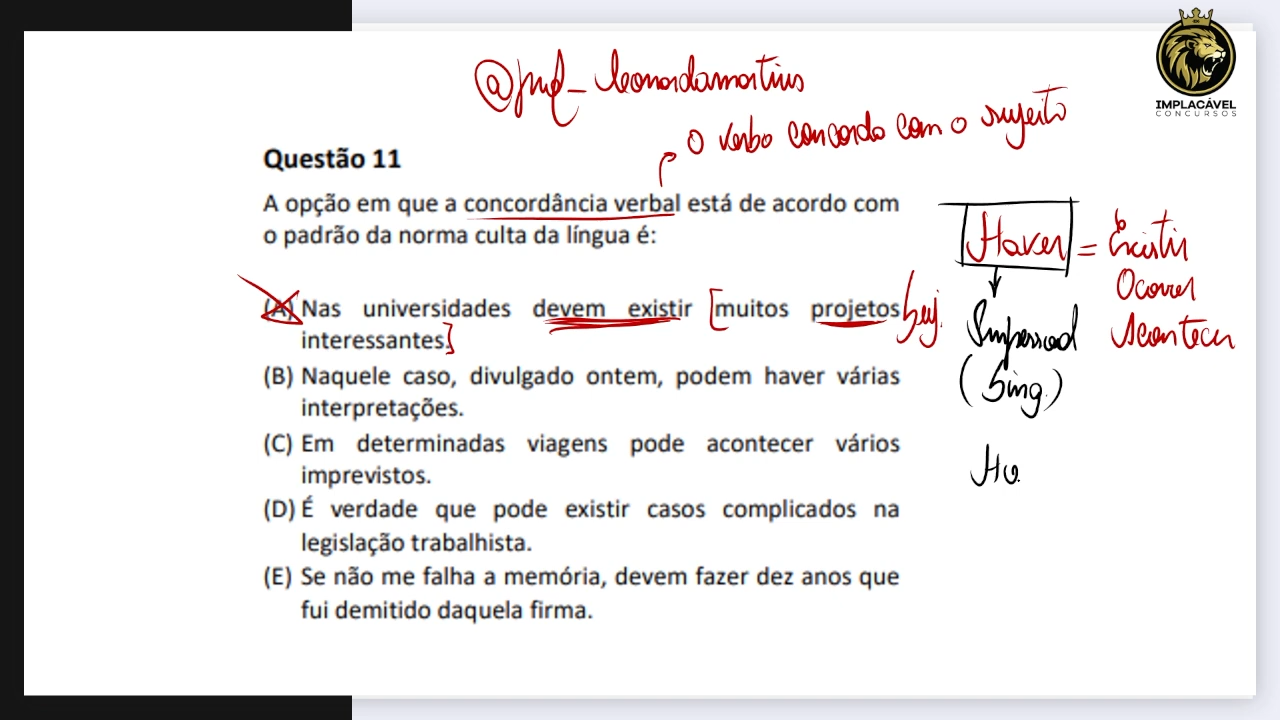 @prof_leonardamartins
IMPLACÁVEL
CONCURSOS
O verbo concorda com o sujeito
Questão 11
A opção em que a concordância verbal está de acordo com
o padrão da norma culta da língua é:
Haver = Existir
Ocorrer
Acontecer
Impessoal
(Sing.)
Ho
(A) Nas universidades devem existir [muitos projetos Suj.
interessantes.]
(B) Naquele caso, divulgado ontem, podem haver várias
interpretações.
(C) Em determinadas viagens pode acontecer vários
imprevistos.
(D) É verdade que pode existir casos complicados na
legislação trabalhista.
(E) Se não me falha a memória, devem fazer dez anos que
fui demitido daquela firma.